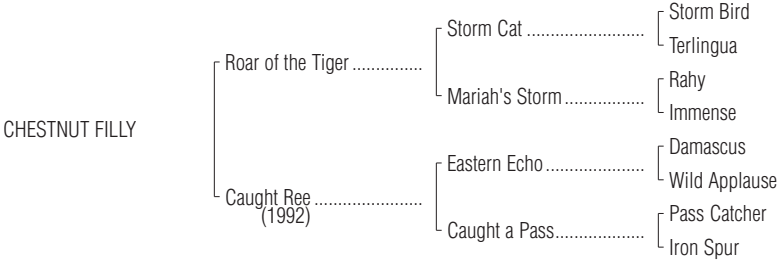 Storm Bird
Storm Cat ........................
Terlingua
Roar of the Tiger ..............
Rahy
Mariah's Storm ................
Immense
CHESTNUT FILLY
Damascus
Eastern Echo ....................
Wild Applause
Caught Ree ......................
(1992)
Pass Catcher
Caught a Pass..................
Iron Spur